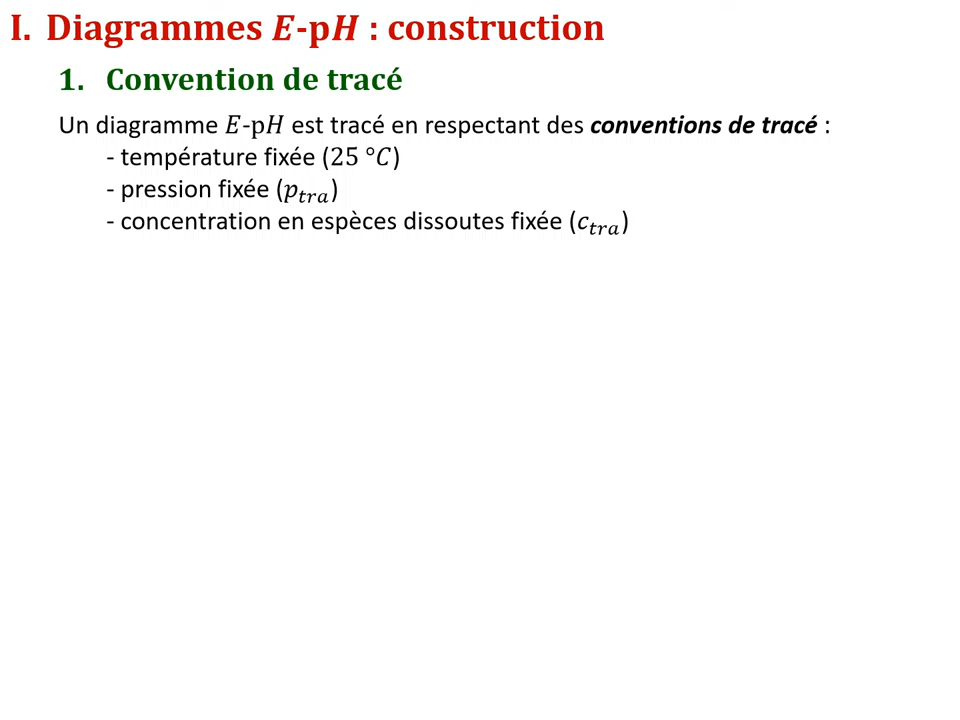 I. Diagrammes E-pH : construction
1. Convention de tracé
Un diagramme E-pH est tracé en respectant des conventions de tracé :
- température fixée (25 °C)
- pression fixée (p_tra)
- concentration en espèces dissoutes fixée (c_tra)